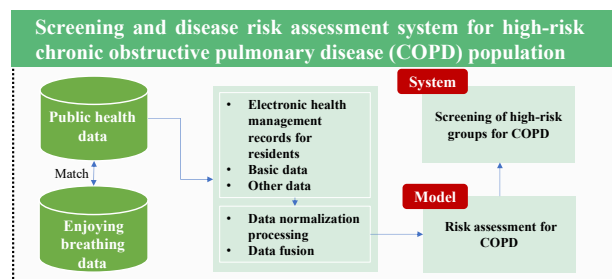 Screening and disease risk assessment system for high-risk
chronic obstructive pulmonary disease (COPD) population
Public health
data
Match
Enjoying
breathing
data
• Electronic health
management
records for
residents
• Basic data
• Other data
• Data normalization
processing
• Data fusion
System
Screening of high-risk
groups for COPD
Model
Risk assessment for
COPD